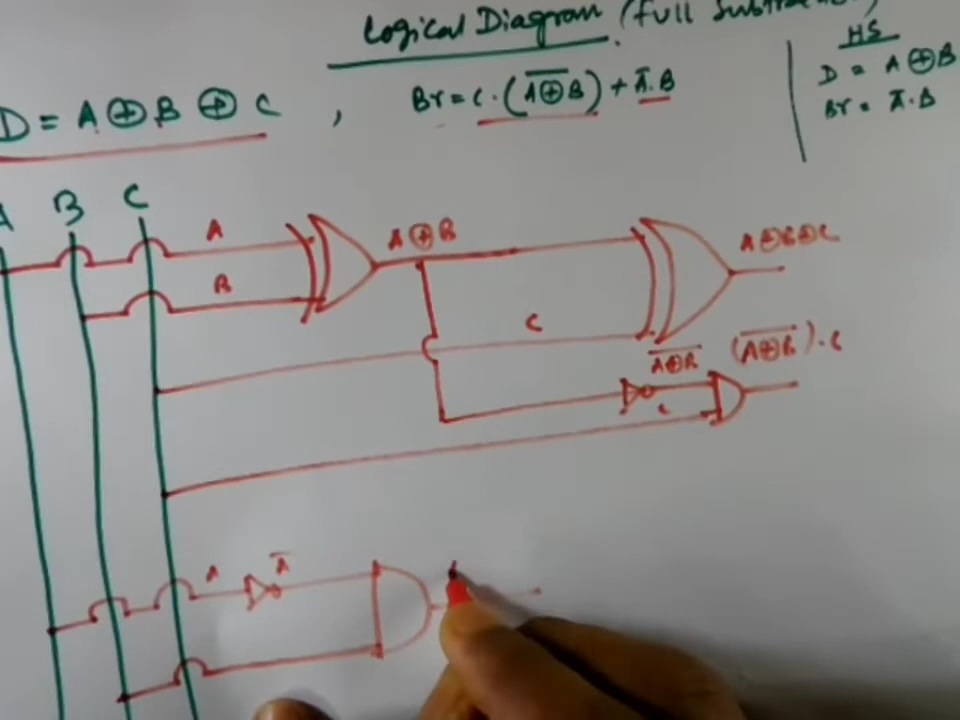 Logical Diagram (full
HS
D = A ⊕ B ⊕ C , Br = C · (A̅ ̅⊕̅ ̅B̅) + A̅.B
D = A ⊕ B
Br = A̅.B
A B C
A
A ⊕ B
A⊕B⊕C
B
C
A̅⊕̅B̅ (A̅⊕̅B̅)·C
C
A A̅